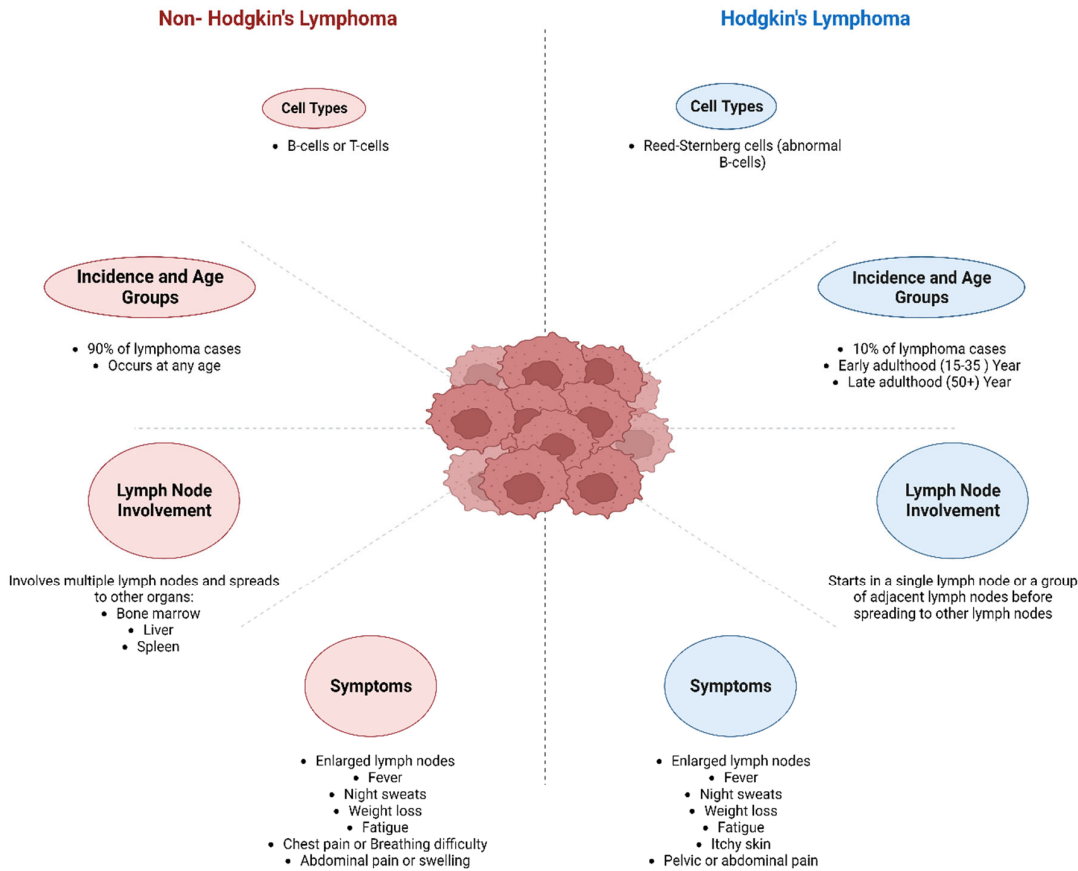 Non- Hodgkin's Lymphoma
Cell Types
• B-cells or T-cells
Incidence and Age
Groups
• 90% of lymphoma cases
• Occurs at any age
Lymph Node
Involvement
Involves multiple lymph nodes and spreads
to other organs:
• Bone marrow
• Liver
• Spleen
Symptoms
• Enlarged lymph nodes
• Fever
• Night sweats
• Weight loss
• Fatigue
• Chest pain or Breathing difficulty
• Abdominal pain or swelling
Hodgkin's Lymphoma
Cell Types
• Reed-Sternberg cells (abnormal
B-cells)
Incidence and Age
Groups
• 10% of lymphoma cases
• Early adulthood (15-35 ) Year
• Late adulthood (50+) Year
Lymph Node
Involvement
Starts in a single lymph node or a group
of adjacent lymph nodes before
spreading to other lymph nodes
Symptoms
• Enlarged lymph nodes
• Fever
• Night sweats
• Weight loss
• Fatigue
• Itchy skin
• Pelvic or abdominal pain